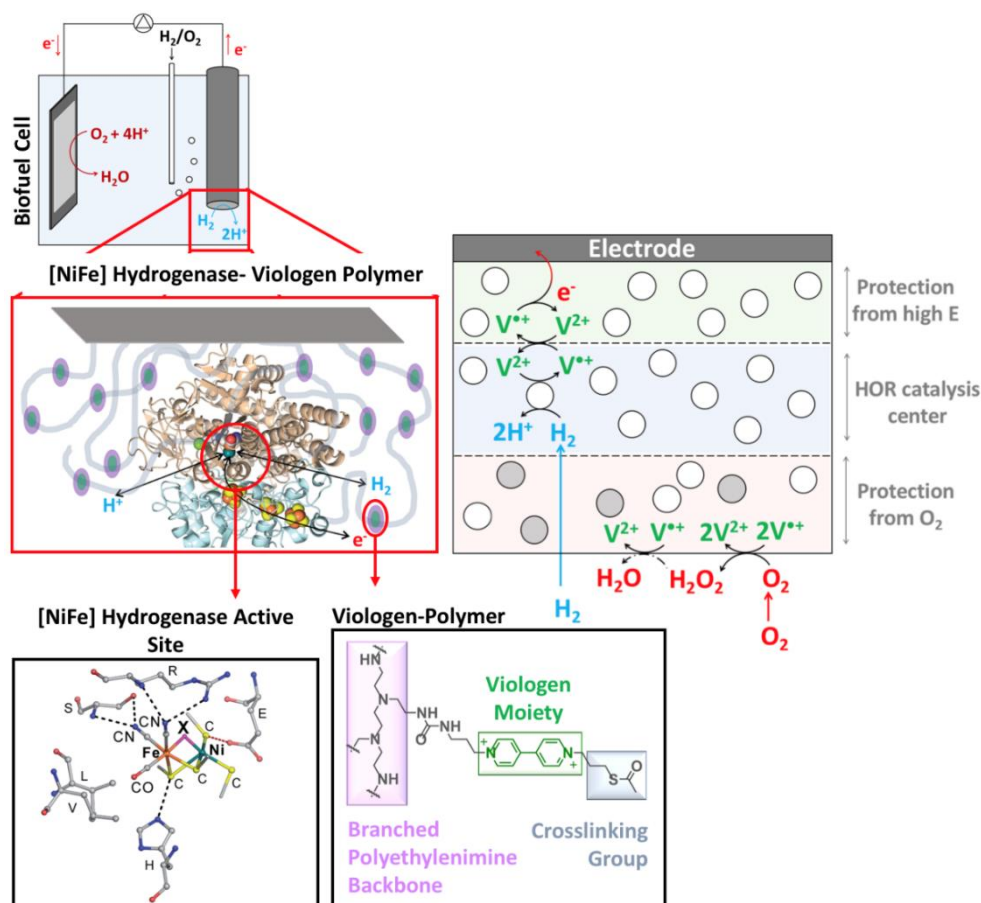 Biofuel Cell
H₂/O₂
e⁻
e⁻
O₂ + 4H⁺
H₂O
H₂
2H⁺
[NiFe] Hydrogenase- Viologen Polymer
H⁺
H₂
e⁻
Electrode
e⁻
V•⁺ V²⁺
V²⁺ V•⁺
2H⁺ H₂
V²⁺ V•⁺ 2V²⁺ 2V•⁺
H₂O H₂O₂ O₂
H₂
O₂
Protection
from high E
HOR catalysis
center
Protection
from O₂
[NiFe] Hydrogenase Active
Site
R
S
E
CN
CN
X
C
Fe
Ni
CO
C
C
C
L
V
H
Viologen-Polymer
NH
N
N
H
N
H
N
O
N
NH
Viologen
Moiety
N
+
N
+
S
O
Branched
Polyethylenimine
Backbone
Crosslinking
Group